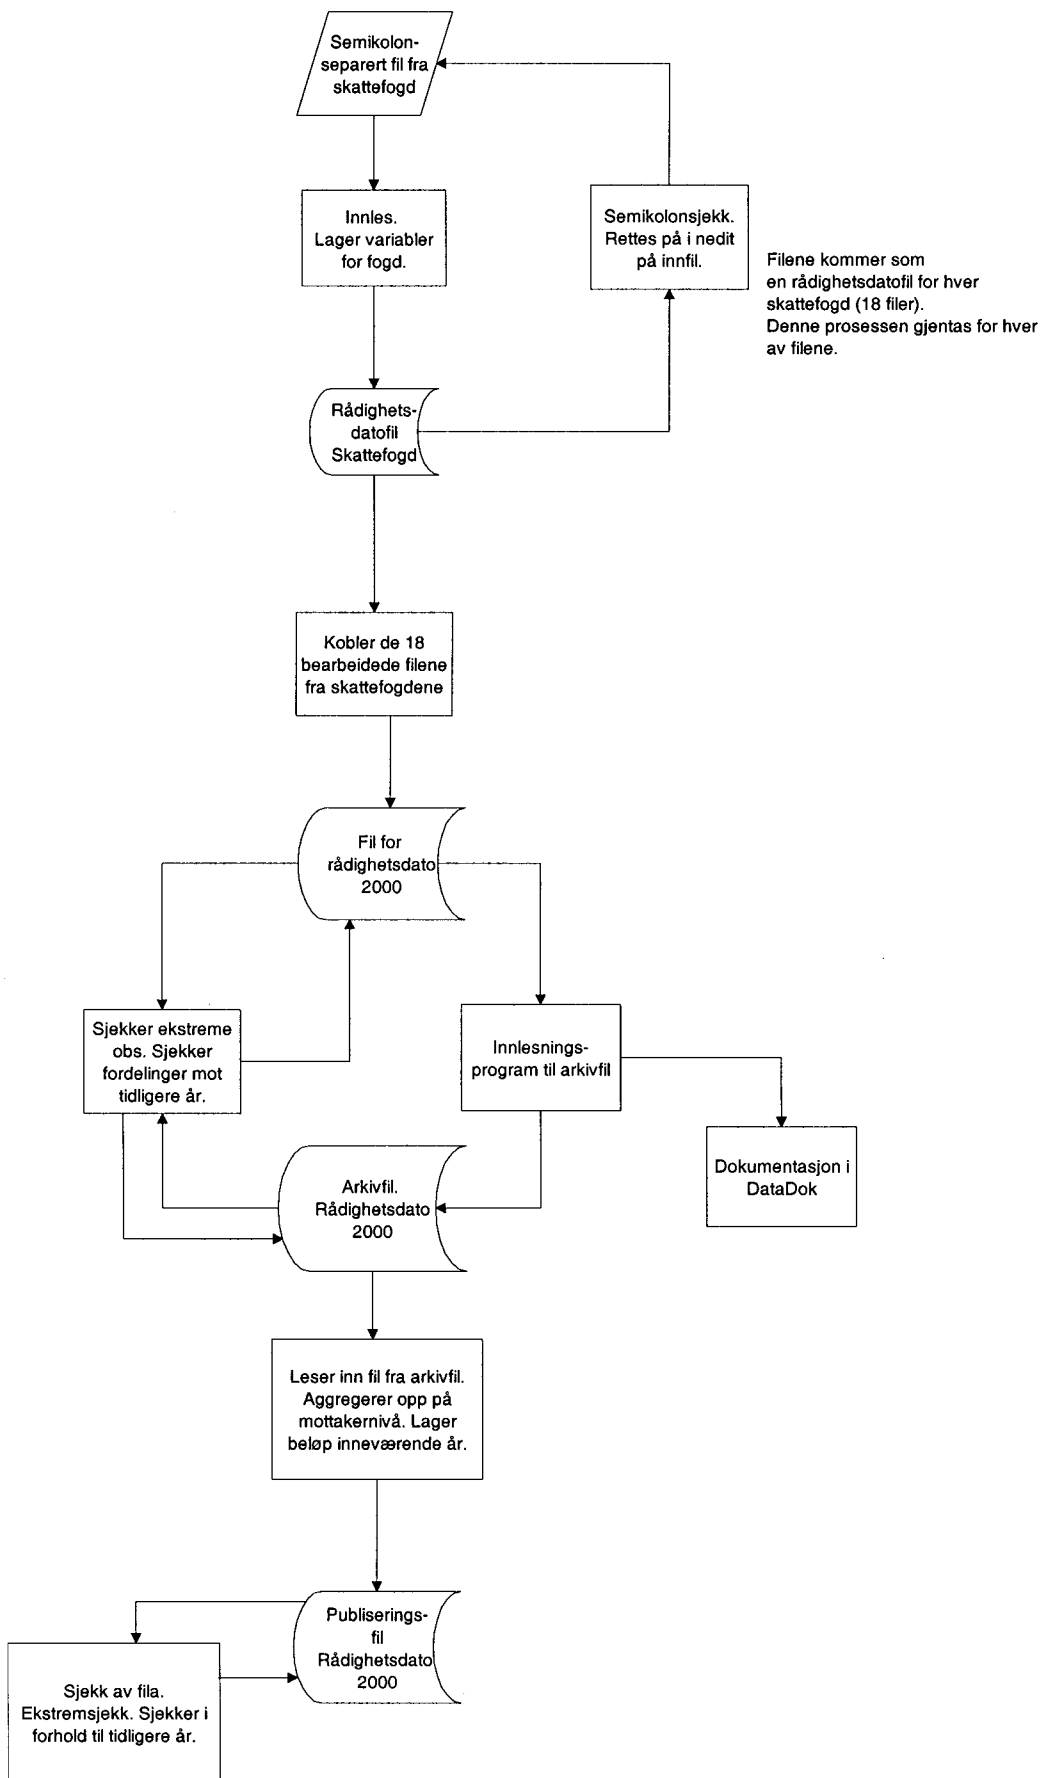 Semikolon-
separert fil fra
skattefogd
Innles.
Lager variabler
for fogd.
Semikolonsjekk.
Rettes på i nedit
på innfil.
Filene kommer som
en rådighetsdatofil for hver
skattefogd (18 filer).
Denne prosessen gjentas for hver
av filene.
Rådighets-
datofil
Skattefogd
Kobler de 18
bearbeidede filene
fra skattefogdene
Fil for
rådighetsdato
2000
Sjekker ekstreme
obs. Sjekker
fordelinger mot
tidligere år.
Innlesnings-
program til arkivfil
Dokumentasjon i
DataDok
Arkivfil.
Rådighetsdato
2000
Leser inn fil fra arkivfil.
Aggregerer opp på
mottakernivå. Lager
beløp inneværende år.
Publiserings-
fil
Rådighetsdato
2000
Sjekk av fila.
Ekstremsjekk. Sjekker i
forhold til tidligere år.